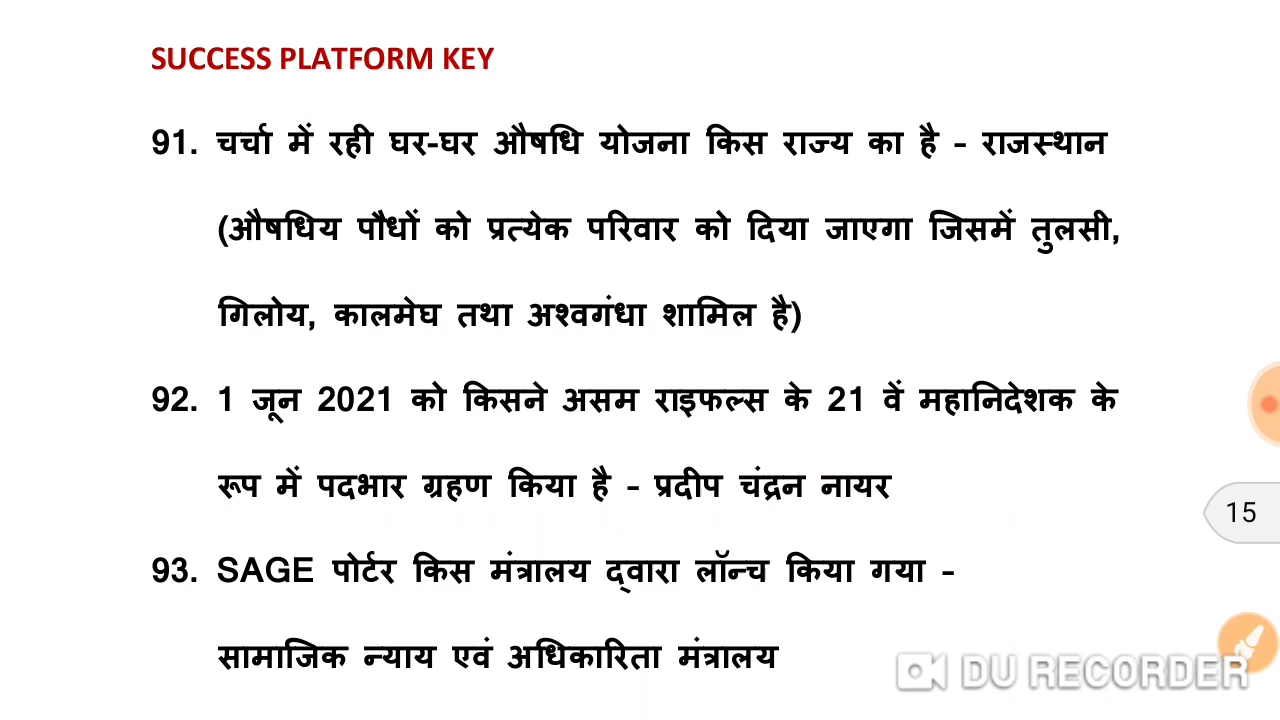 SUCCESS PLATFORM KEY
91. चर्चा में रही घर-घर औषधि योजना किस राज्य का है – राजस्थान
(औषधिय पौधों को प्रत्येक परिवार को दिया जाएगा जिसमें तुलसी,
गिलोय, कालमेघ तथा अश्वगंधा शामिल है)
92. 1 जून 2021 को किसने असम राइफल्स के 21 वें महानिदेशक के
रूप में पदभार ग्रहण किया है – प्रदीप चंद्रन नायर
15
93. SAGE पोर्टर किस मंत्रालय द्वारा लॉन्च किया गया –
सामाजिक न्याय एवं अधिकारिता मंत्रालय
DU RECORDER